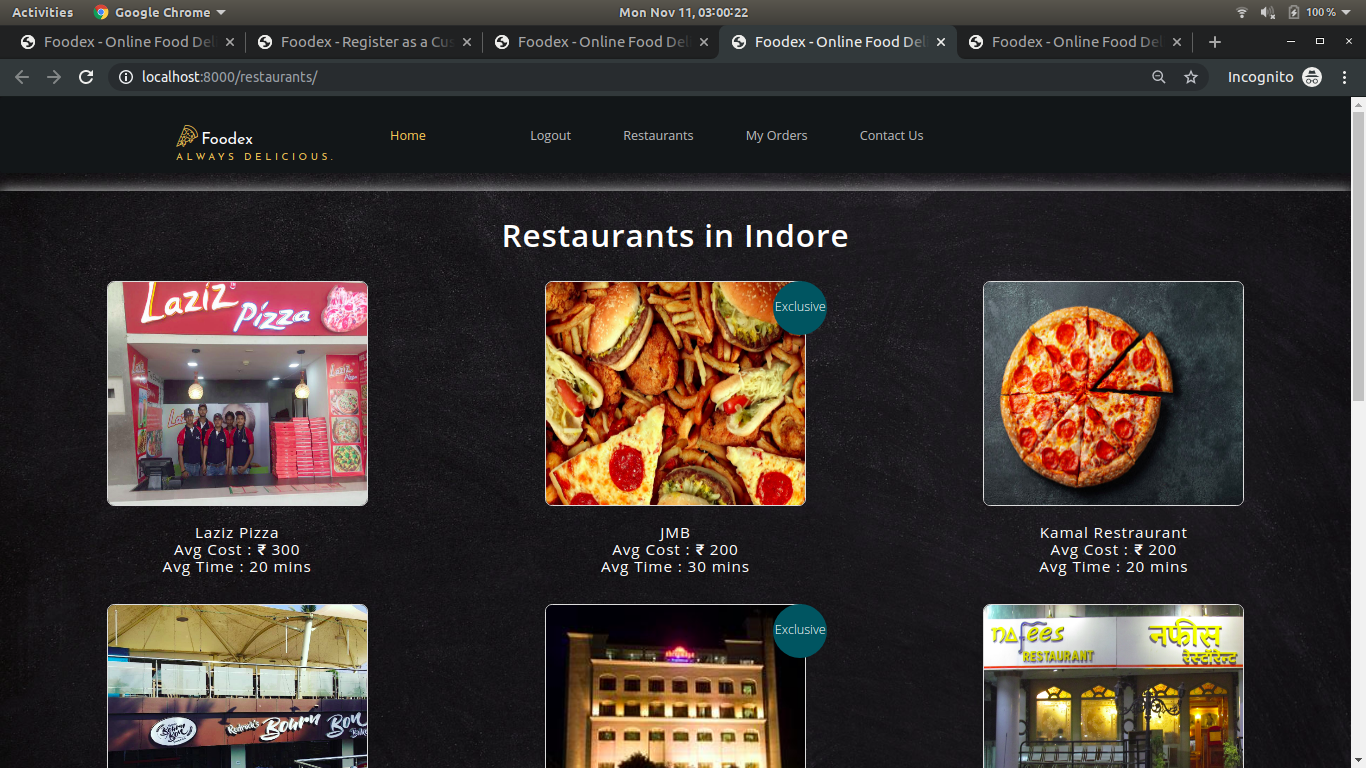 Activities Google Chrome Mon Nov 11, 03:00:22 100 %
Foodex - Online Food Del Foodex - Register as a Cus Foodex - Online Food Del Foodex - Online Food Del Foodex - Online Food Del
localhost:8000/restaurants/ Incognito
Foodex Home Logout Restaurants My Orders Contact Us
ALWAYS DELICIOUS.
Restaurants in Indore
Laziz
Pizza
Exclusive
Laziz Pizza
Avg Cost : ₹ 300
Avg Time : 20 mins
JMB
Avg Cost : ₹ 200
Avg Time : 30 mins
Kamal Restraurant
Avg Cost : ₹ 200
Avg Time : 20 mins
Bourn Bon
Exclusive
nafees
RESTAURANT
नफीस
रेस्टोरेन्ट